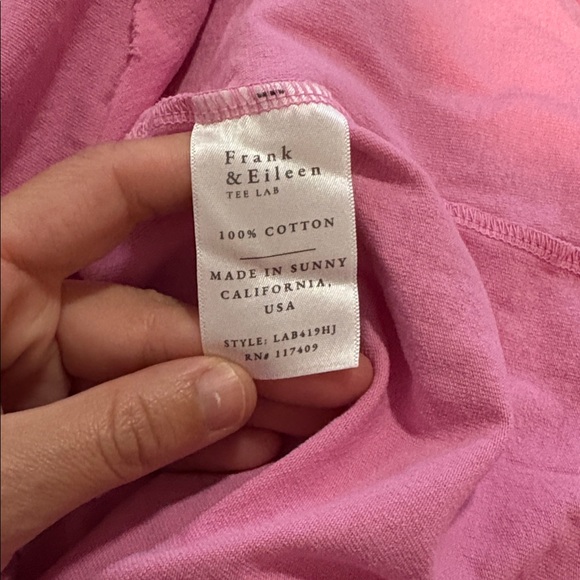 Frank
& Eileen
TEE LAB
100% COTTON
MADE IN SUNNY
CALIFORNIA,
USA
STYLE: LAB419HJ
RN# 117409